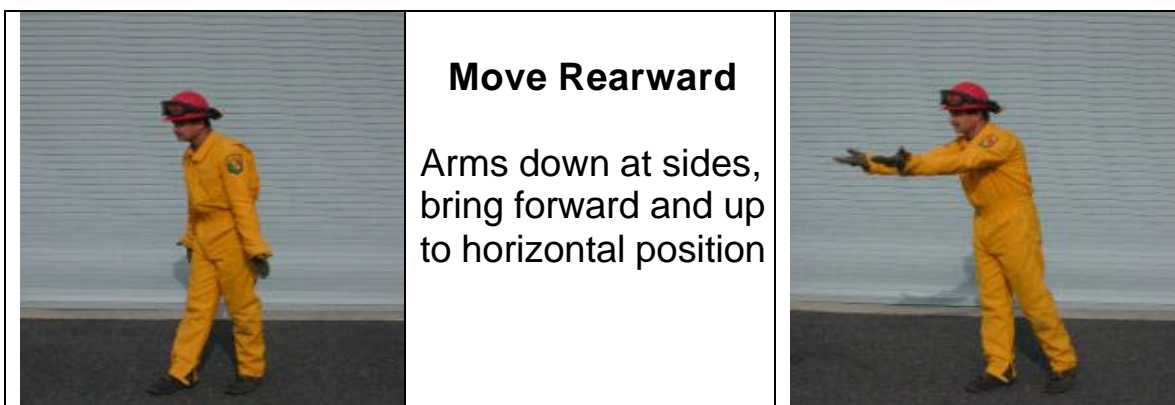 Move Rearward
Arms down at sides,
bring forward and up
to horizontal position